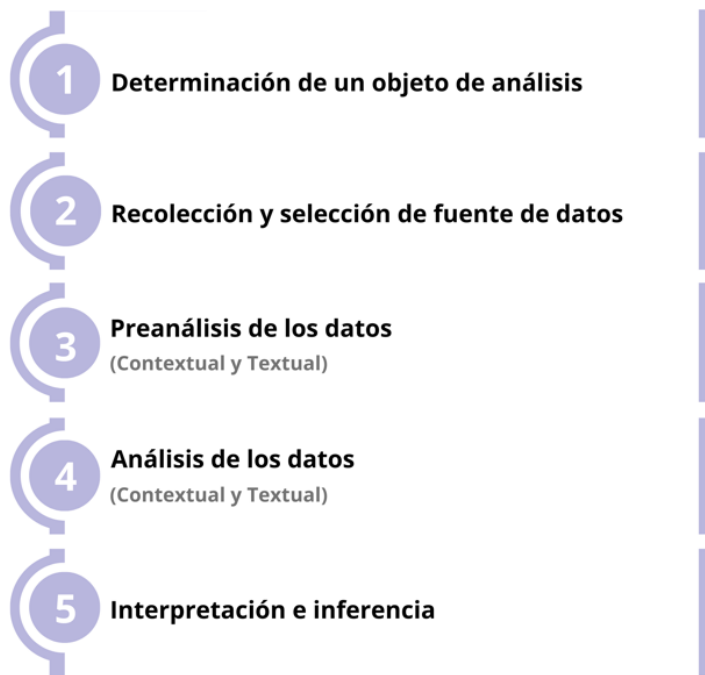 1
Determinación de un objeto de análisis
2
Recolección y selección de fuente de datos
3
Preanálisis de los datos
(Contextual y Textual)
4
Análisis de los datos
(Contextual y Textual)
5
Interpretación e inferencia